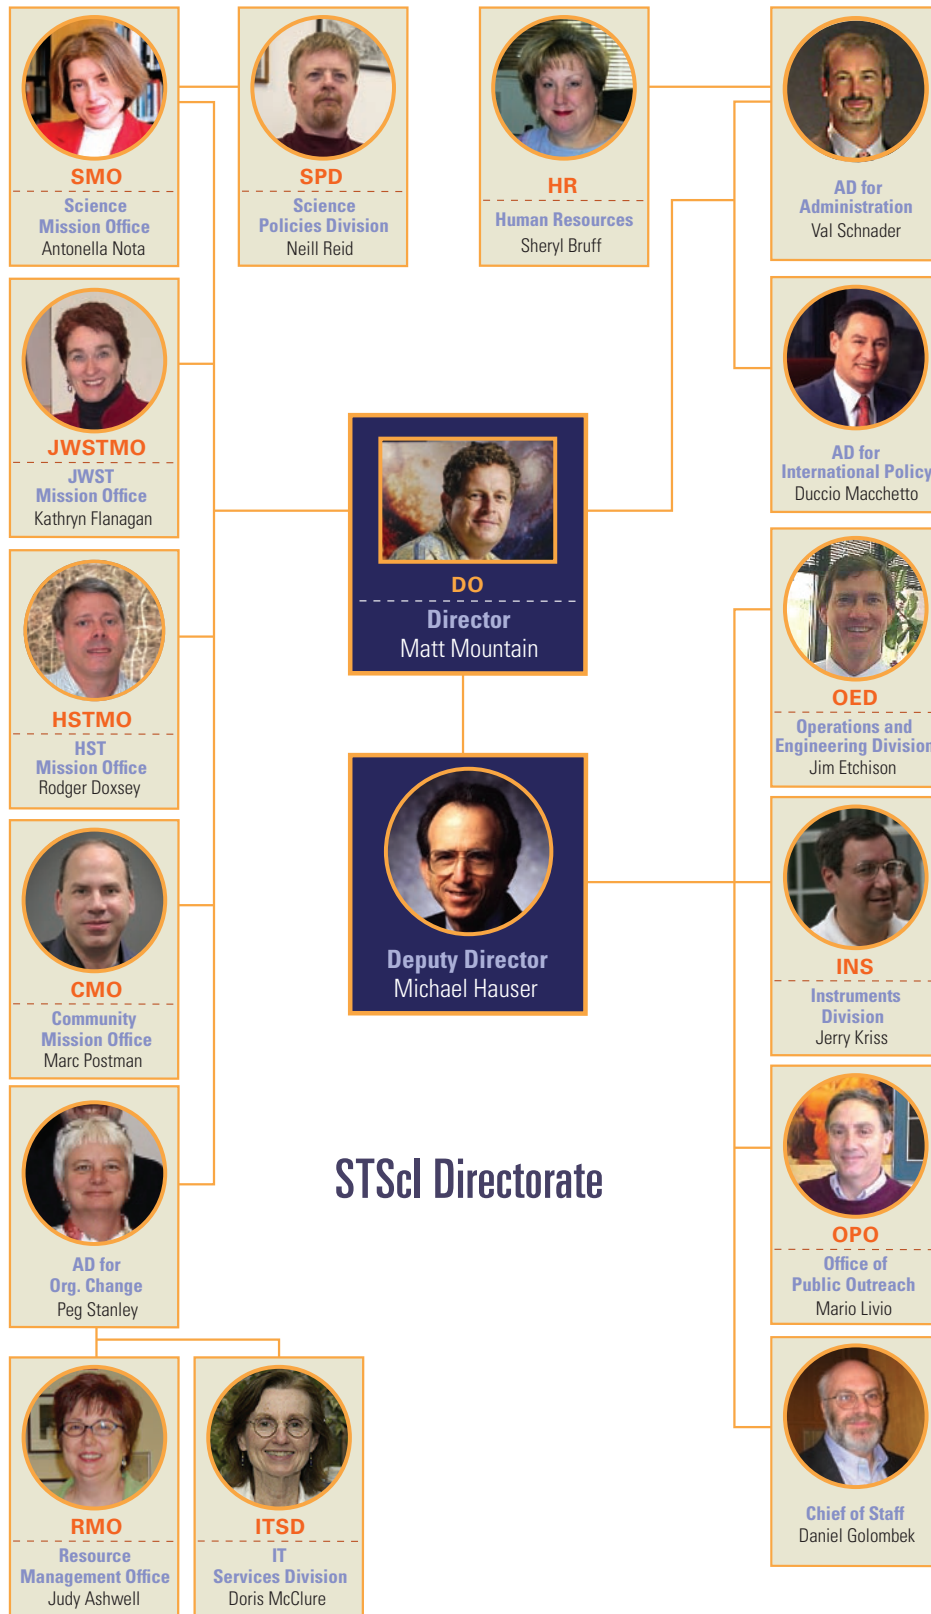 SMO
Science
Mission Office
Antonella Nota
SPD
Science
Policies Division
Neill Reid
HR
Human Resources
Sheryl Bruff
AD for
Administration
Val Schnader
JWSTMO
JWST
Mission Office
Kathryn Flanagan
AD for
International Policy
Duccio Macchetto
DO
Director
Matt Mountain
HSTMO
HST
Mission Office
Rodger Doxsey
OED
Operations and
Engineering Division
Jim Etchison
Deputy Director
Michael Hauser
CMO
Community
Mission Office
Marc Postman
INS
Instruments
Division
Jerry Kriss
STScI Directorate
AD for
Org. Change
Peg Stanley
OPO
Office of
Public Outreach
Mario Livio
RMO
Resource
Management Office
Judy Ashwell
ITSD
IT
Services Division
Doris McClure
Chief of Staff
Daniel Golombek